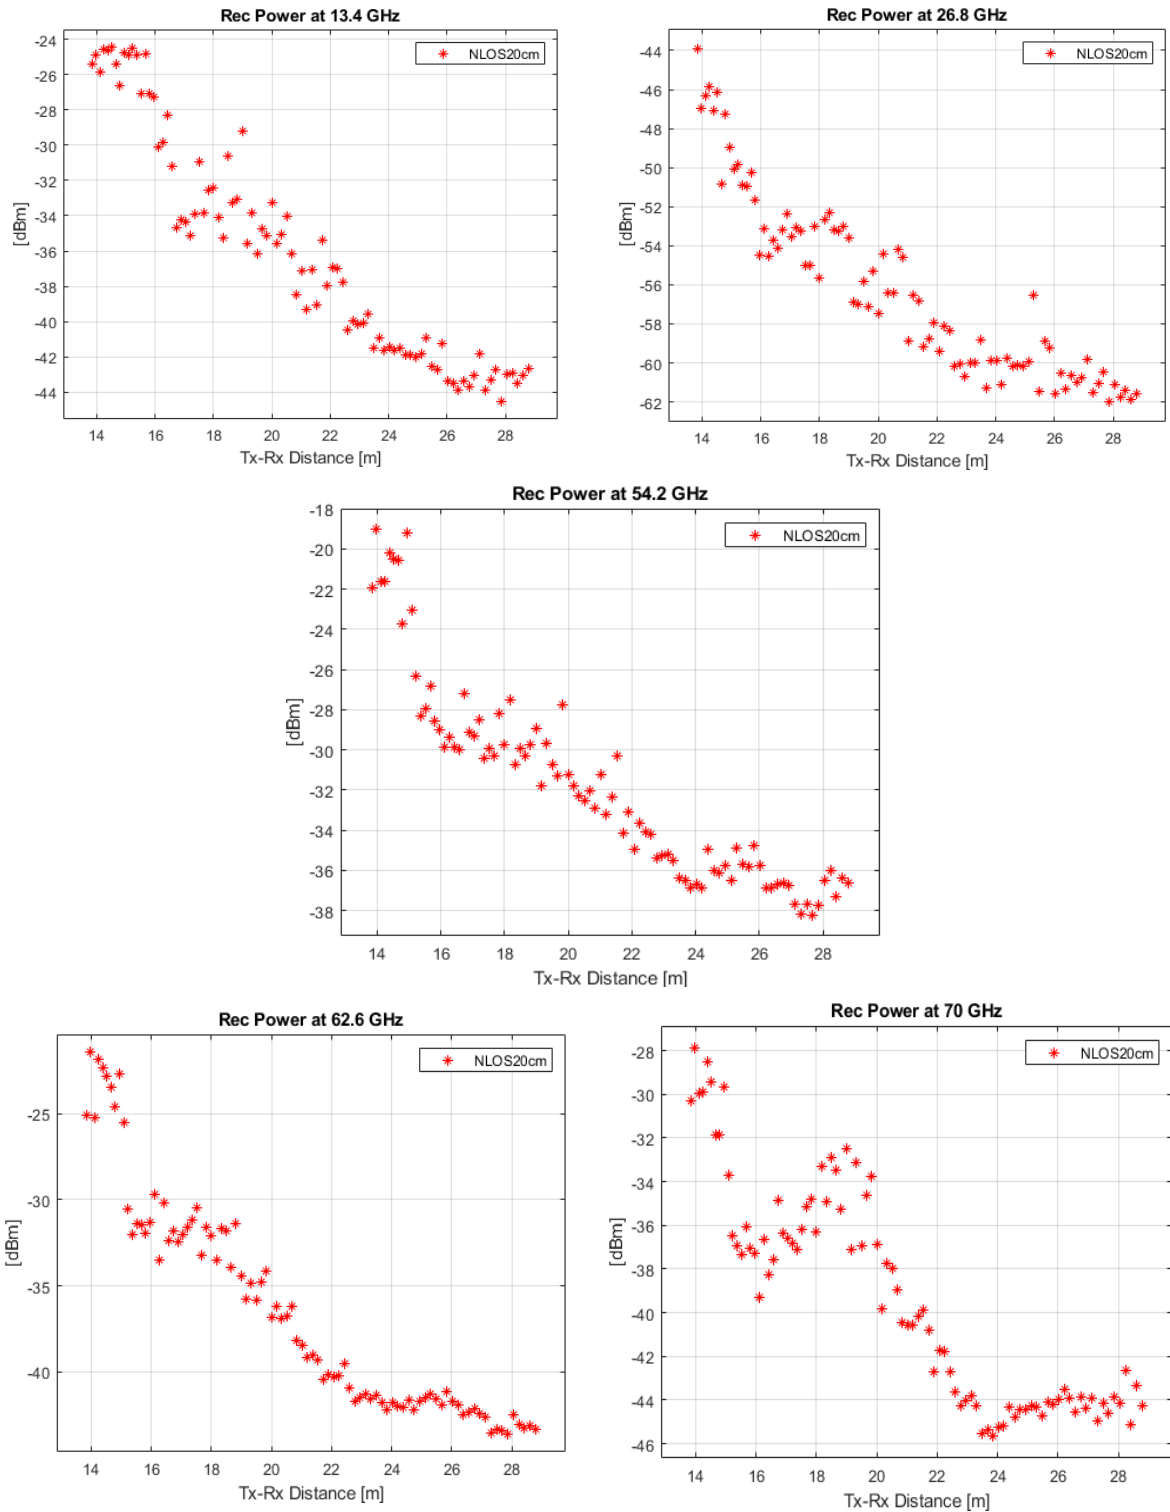 Rec Power at 13.4 GHz
NLOS20cm
-24
-26
-28
-30
-32
-34
-36
-38
-40
-42
-44
[dBm]
14 16 18 20 22 24 26 28
Tx-Rx Distance [m]
Rec Power at 26.8 GHz
NLOS20cm
-44
-46
-48
-50
-52
-54
-56
-58
-60
-62
[dBm]
14 16 18 20 22 24 26 28
Tx-Rx Distance [m]
Rec Power at 54.2 GHz
NLOS20cm
-18
-20
-22
-24
-26
-28
-30
-32
-34
-36
-38
[dBm]
14 16 18 20 22 24 26 28
Tx-Rx Distance [m]
Rec Power at 62.6 GHz
NLOS20cm
-25
-30
-35
-40
[dBm]
14 16 18 20 22 24 26 28
Tx-Rx Distance [m]
Rec Power at 70 GHz
NLOS20cm
-28
-30
-32
-34
-36
-38
-40
-42
-44
-46
[dBm]
14 16 18 20 22 24 26 28
Tx-Rx Distance [m]